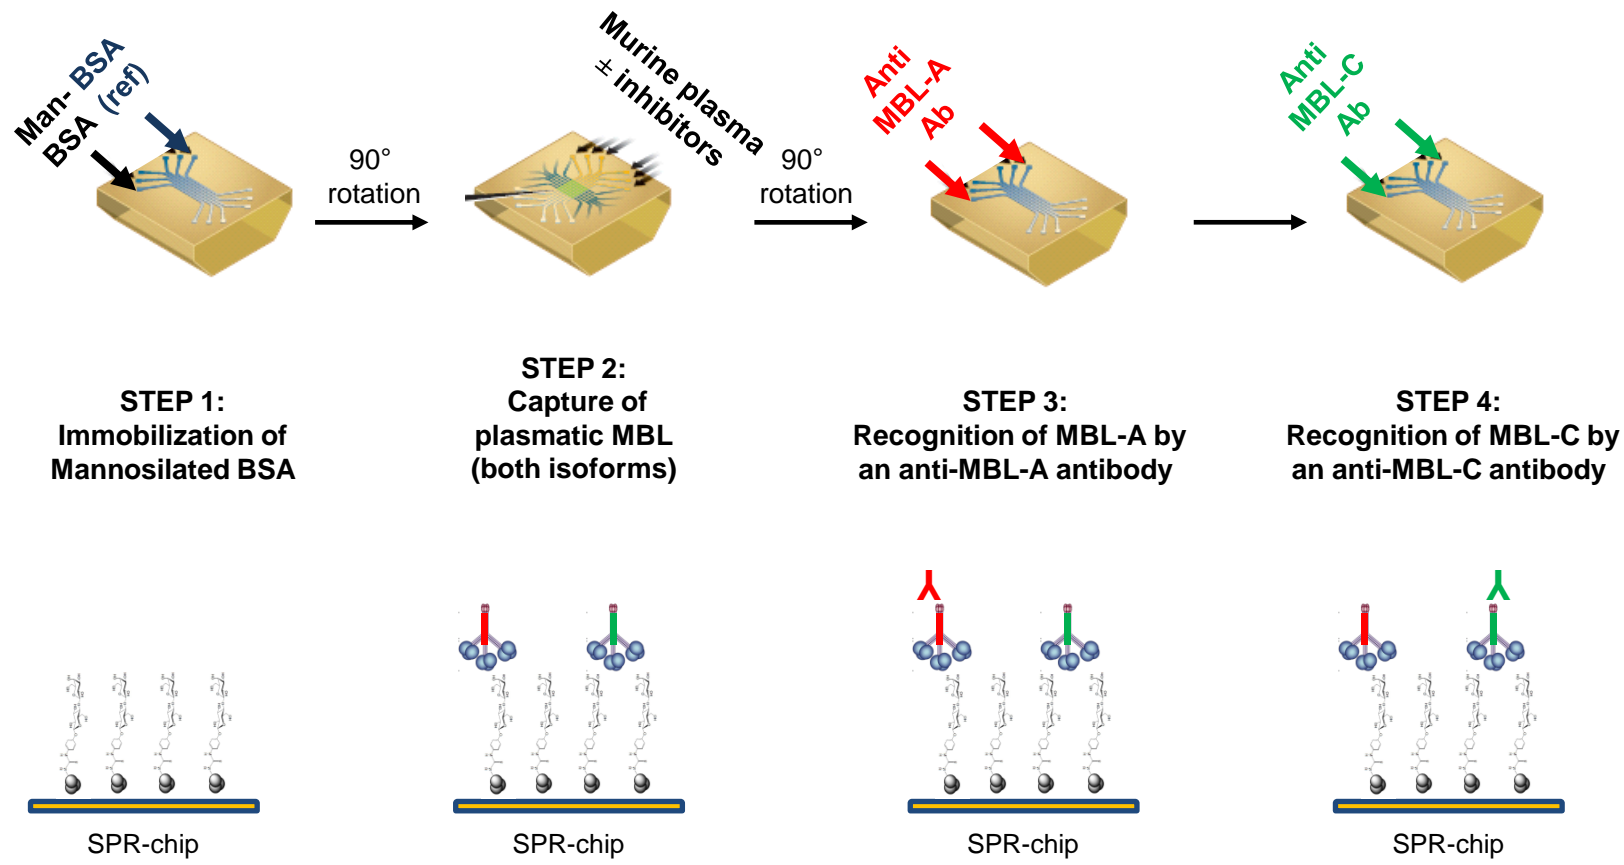 Man- BSA
BSA (ref)
90°
rotation
Murine plasma
± inhibitors
90°
rotation
Anti
MBL-A
Ab
Anti
MBL-C
Ab
STEP 1:
Immobilization of
Mannosilated BSA
STEP 2:
Capture of
plasmatic MBL
(both isoforms)
STEP 3:
Recognition of MBL-A by
an anti-MBL-A antibody
STEP 4:
Recognition of MBL-C by
an anti-MBL-C antibody
SPR-chip
SPR-chip
SPR-chip
SPR-chip